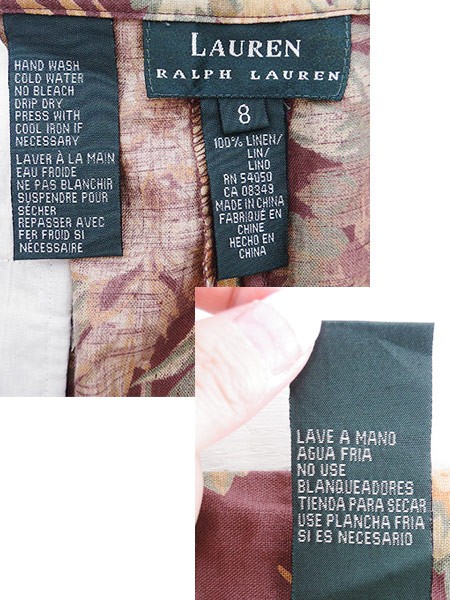 HAND WASH
COLD WATER
NO BLEACH
DRIP DRY
PRESS WITH
COOL IRON IF
NECESSARY
LAVER À LA MAIN
EAU FROIDE
NE PAS BLANCHIR
SUSPENDRE POUR
SÉCHER
REPASSER AVEC
FER FROID SI
NÉCESSAIRE
LAUREN
RALPH LAUREN
8
100% LINEN/
LIN/
LINO
RN 54050
CA 08349
MADE IN CHINA
FABRIQUÉ EN
CHINE
HECHO EN
CHINA
LAVE A MANO
AGUA FRIA
NO USE
BLANQUEADORES
TIENDA PARA SECAR
USE PLANCHA FRIA
SI ES NECESARIO